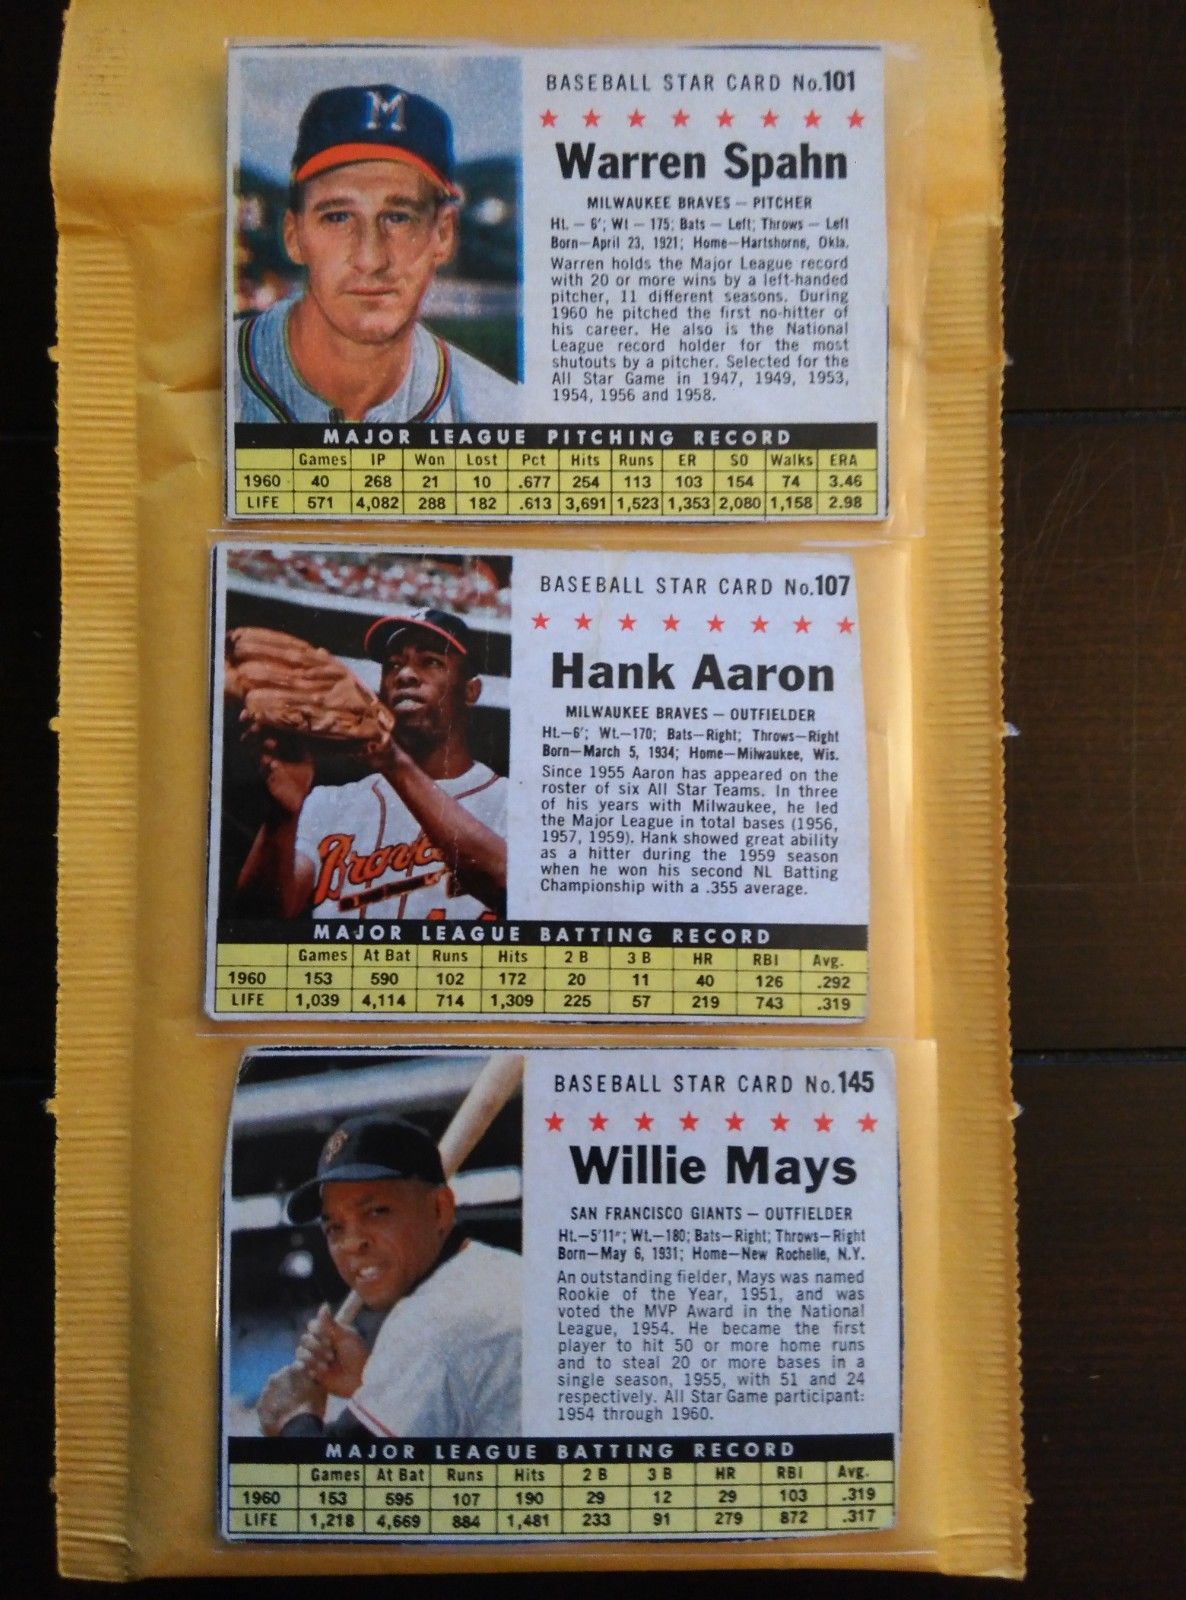 M
BASEBALL STAR CARD No.101
Warren Spahn
MILWAUKEE BRAVES — PITCHER
Ht. — 6'; Wt — 175; Bats — Left; Throws — Left
Born—April 23, 1921; Home—Hartshorne, Okla.
Warren holds the Major League record
with 20 or more wins by a left-handed
pitcher, 11 different seasons. During
1960 he pitched the first no-hitter of
his career. He also is the National
League record holder for the most
shutouts by a pitcher. Selected for the
All Star Game in 1947, 1949, 1953,
1954, 1956 and 1958.
MAJOR LEAGUE PITCHING RECORD
Games IP Won Lost Pct Hits Runs ER SO Walks ERA
1960 40 268 21 10 .677 254 113 103 154 74 3.46
LIFE 571 4,082 288 182 .613 3,691 1,523 1,353 2,080 1,158 2.98
BASEBALL STAR CARD No.107
Hank Aaron
MILWAUKEE BRAVES — OUTFIELDER
Ht.—6'; Wt.—170; Bats—Right; Throws—Right
Born—March 5, 1934; Home—Milwaukee, Wis.
Since 1955 Aaron has appeared on the
roster of six All Star Teams. In three
of his years with Milwaukee, he led
the Major League in total bases (1956,
1957, 1959). Hank showed great ability
as a hitter during the 1959 season
when he won his second NL Batting
Championship with a .355 average.
Braves
MAJOR LEAGUE BATTING RECORD
Games At Bat Runs Hits 2 B 3 B HR RBI Avg.
1960 153 590 102 172 20 11 40 126 .292
LIFE 1,039 4,114 714 1,309 225 57 219 743 .319
BASEBALL STAR CARD No.145
Willie Mays
SAN FRANCISCO GIANTS — OUTFIELDER
Ht.—5'11"; Wt.—180; Bats—Right; Throws—Right
Born—May 6, 1931; Home—New Rochelle, N.Y.
An outstanding fielder, Mays was named
Rookie of the Year, 1951, and was
voted the MVP Award in the National
League, 1954. He became the first
player to hit 50 or more home runs
and to steal 20 or more bases in a
single season, 1955, with 51 and 24
respectively. All Star Game participant:
1954 through 1960.
MAJOR LEAGUE BATTING RECORD
Games At Bat Runs Hits 2 B 3 B HR RBI Avg.
1960 153 595 107 190 29 12 29 103 .319
LIFE 1,218 4,669 884 1,481 233 91 279 872 .317